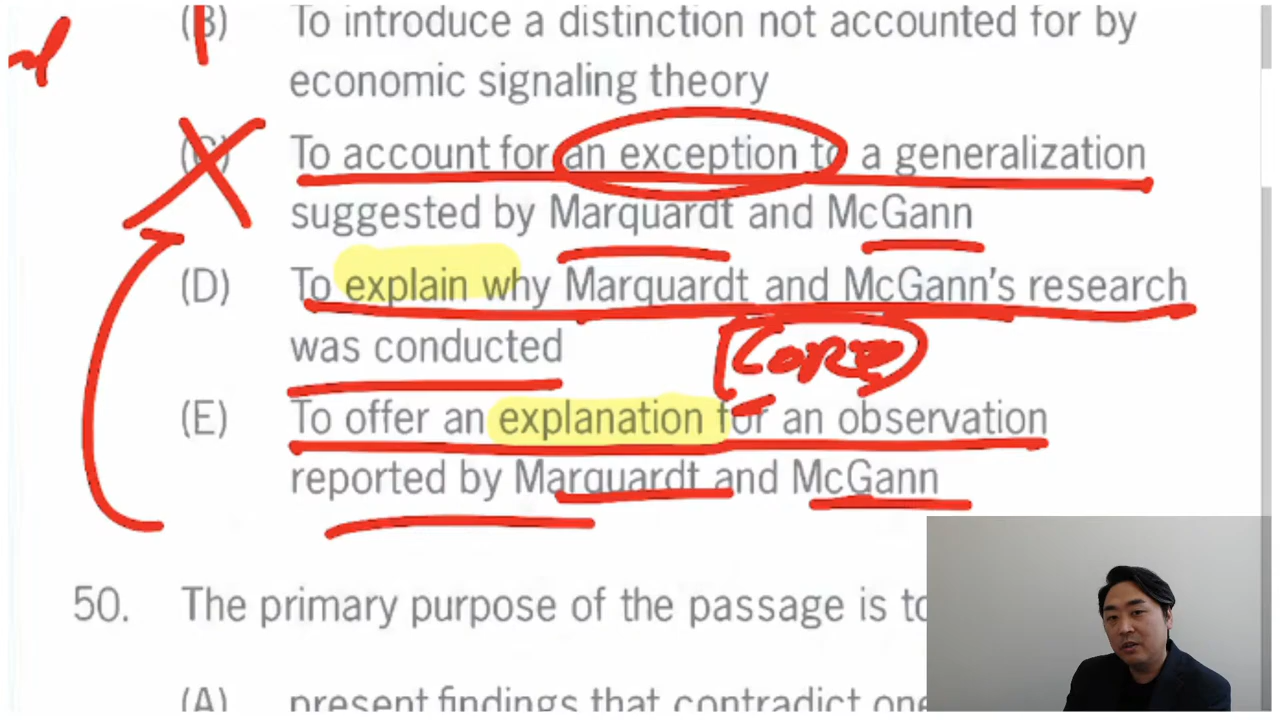 (B) To introduce a distinction not accounted for by
economic signaling theory
(C) To account for an exception to a generalization
suggested by Marquardt and McGann
(D) To explain why Marquardt and McGann's research
was conducted
(E) To offer an explanation for an observation
reported by Marquardt and McGann
50. The primary purpose of the passage is to
(A) present findings that contradict one